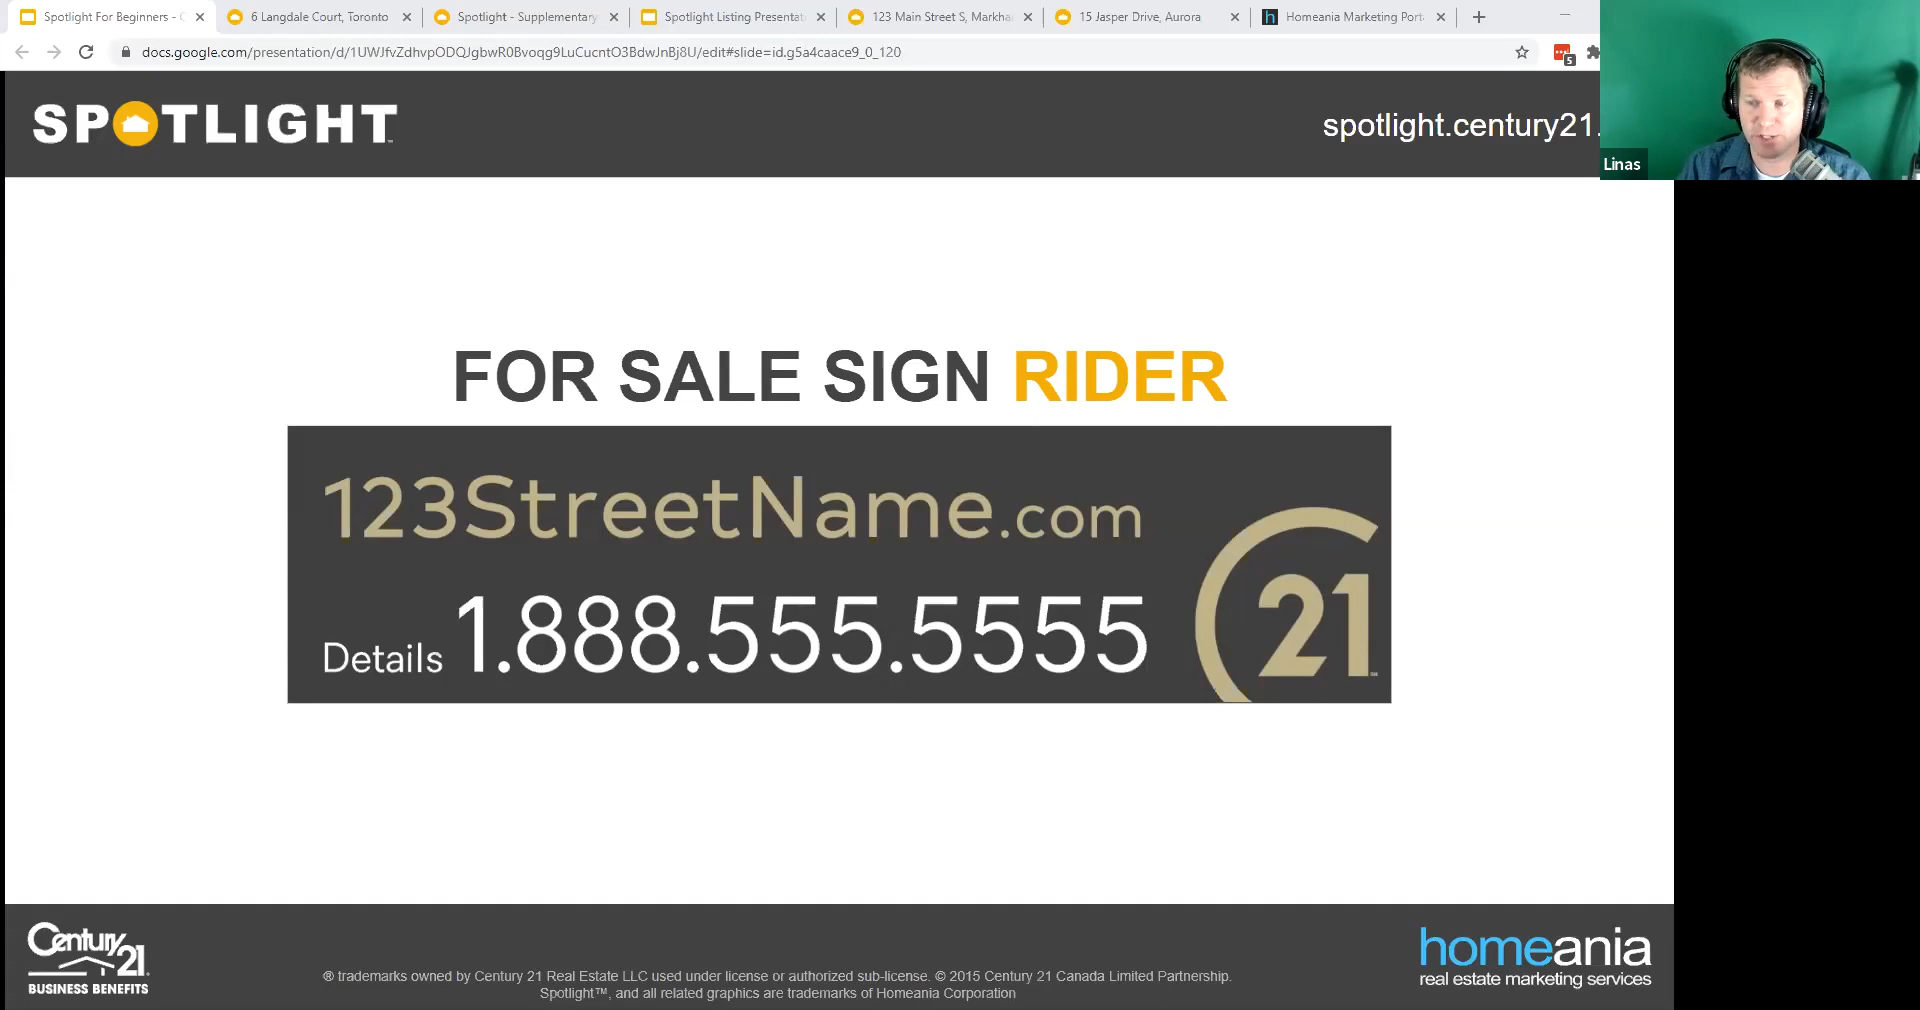 Spotlight For Beginners - C
6 Langdale Court, Toronto
Spotlight - Supplementary
Spotlight Listing Presentat
123 Main Street S, Markha
15 Jasper Drive, Aurora
Homeania Marketing Port
docs.google.com/presentation/d/1UWJfvZdhvpODQJgbwR0Bvoqg9LuCucntO3BdwJnBj8U/edit#slide=id.g5a4caace9_0_120
5
SPOTLIGHT
spotlight.century21.
Linas
FOR SALE SIGN RIDER
123StreetName.com
Details 1.888.555.5555
C21
Century 21
BUSINESS BENEFITS
® trademarks owned by Century 21 Real Estate LLC used under license or authorized sub-license. © 2015 Century 21 Canada Limited Partnership.
Spotlight™, and all related graphics are trademarks of Homeania Corporation
homeania
real estate marketing services